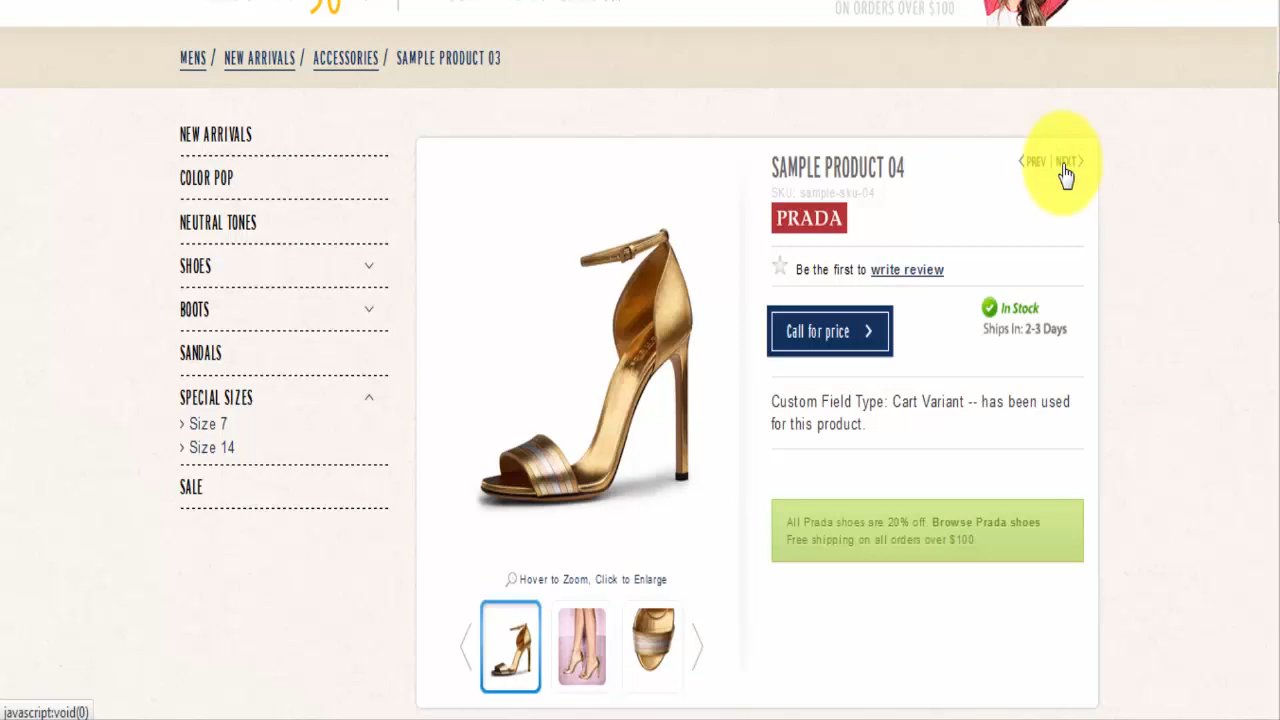 ON ORDERS OVER $100
MENS / NEW ARRIVALS / ACCESSORIES / SAMPLE PRODUCT 03
NEW ARRIVALS
COLOR POP
NEUTRAL TONES
SHOES
BOOTS
SANDALS
SPECIAL SIZES
› Size 7
› Size 14
SALE
SAMPLE PRODUCT 04
PREV | NEXT
SKU: sample-sku-04
PRADA
Be the first to write review
Call for price
In Stock
Ships In: 2-3 Days
Custom Field Type: Cart Variant -- has been used
for this product.
All Prada shoes are 20% off. Browse Prada shoes
Free shipping on all orders over $100
Hover to Zoom, Click to Enlarge
javascript:void(0)